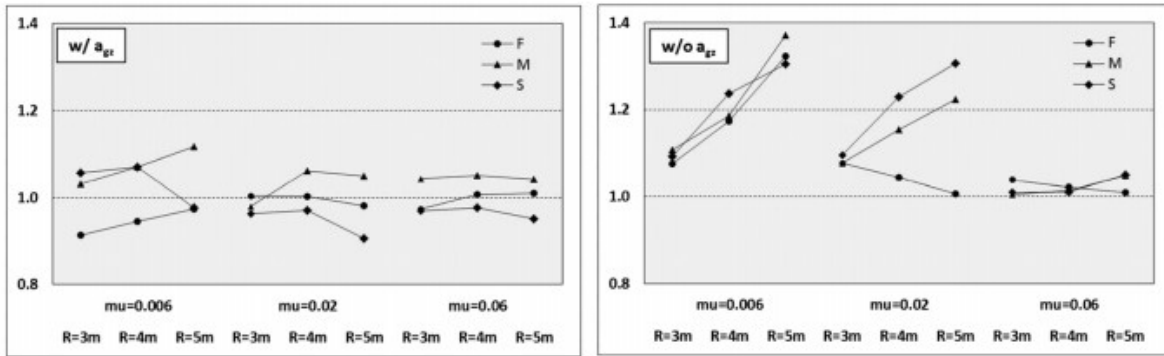 1.4
w/ a_gz
F
M
S
1.2
1.0
0.8
mu=0.006 mu=0.02 mu=0.06
R=3m R=4m R=5m R=3m R=4m R=5m R=3m R=4m R=5m
1.4
w/o a_gz
F
M
S
1.2
1.0
0.8
mu=0.006 mu=0.02 mu=0.06
R=3m R=4m R=5m R=3m R=4m R=5m R=3m R=4m R=5m